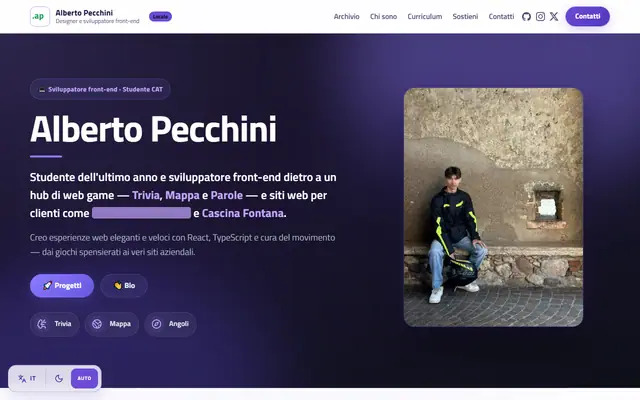 .ap
Alberto Pecchini
Designer e sviluppatore front-end
Locale
Archivio
Chi sono
Curriculum
Sostieni
Contatti
Contatti
Sviluppatore front-end · Studente CAT
Alberto Pecchini
Studente dell'ultimo anno e sviluppatore front-end dietro a un
hub di web game — Trivia, Mappa e Parole — e siti web per
clienti come e Cascina Fontana.
Creo esperienze web eleganti e veloci con React, TypeScript e cura del movimento
— dai giochi spensierati ai veri siti aziendali.
Progetti
Bio
Trivia
Mappa
Angoli
IT
AUTO